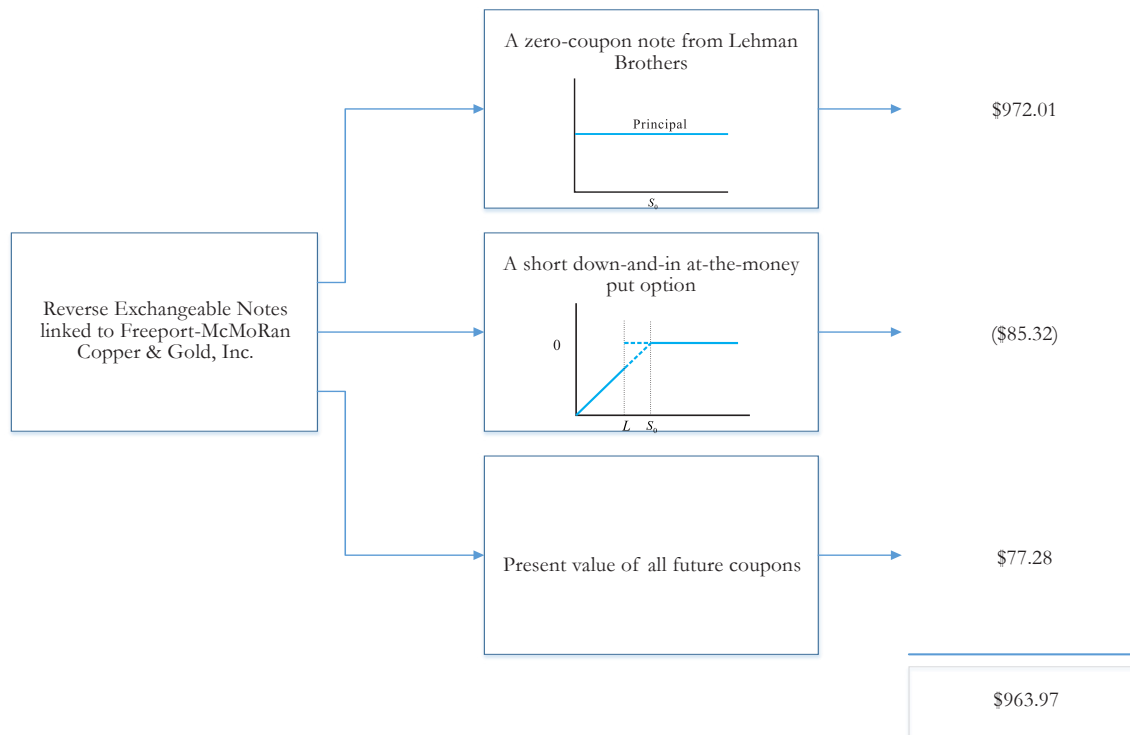 A zero-coupon note from Lehman
Brothers
Principal
S₀
$972.01
Reverse Exchangeable Notes
linked to Freeport-McMoRan
Copper & Gold, Inc.
A short down-and-in at-the-money
put option
0
L S₀
($85.32)
Present value of all future coupons
$77.28
$963.97